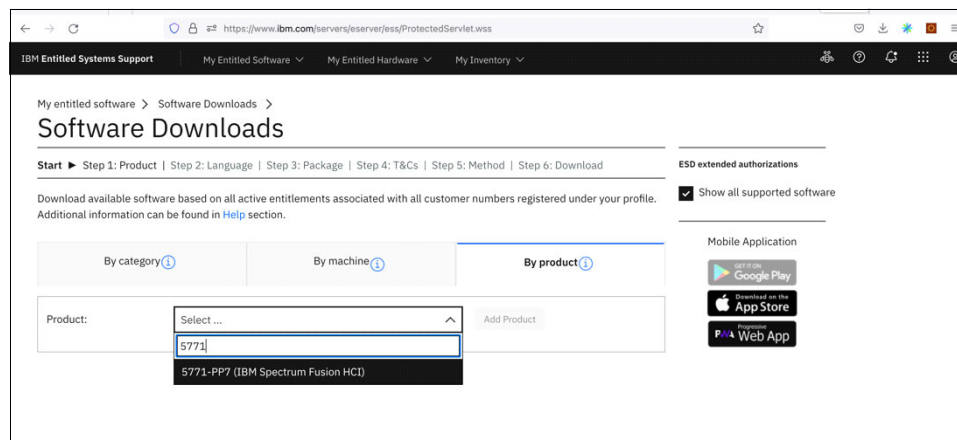 https://www.ibm.com/servers/eserver/ess/ProtectedServlet.wss
IBM Entitled Systems Support My Entitled Software My Entitled Hardware My Inventory
My entitled software > Software Downloads >
Software Downloads
Start ► Step 1: Product | Step 2: Language | Step 3: Package | Step 4: T&Cs | Step 5: Method | Step 6: Download
Download available software based on all active entitlements associated with all customer numbers registered under your profile.
Additional information can be found in Help section.
By category
By machine
By product
Product:
Select ...
Add Product
5771
5771-PP7 (IBM Spectrum Fusion HCI)
ESD extended authorizations
Show all supported software
Mobile Application
GET IT ON
Google Play
Download on the
App Store
Progressive
PWA Web App